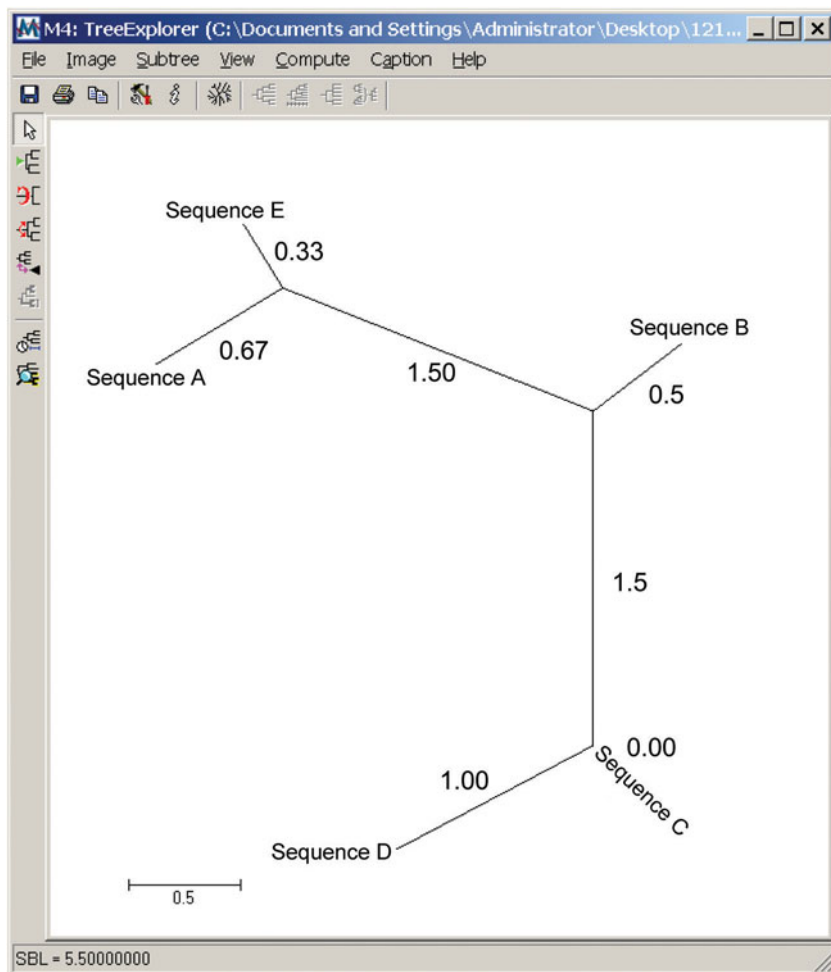 M4: TreeExplorer (C:\Documents and Settings\Administrator\Desktop\121...
File Image Subtree View Compute Caption Help
Sequence E
0.33
Sequence B
0.67
Sequence A
1.50
0.5
1.5
0.00
Sequence C
1.00
Sequence D
0.5
SBL = 5.50000000